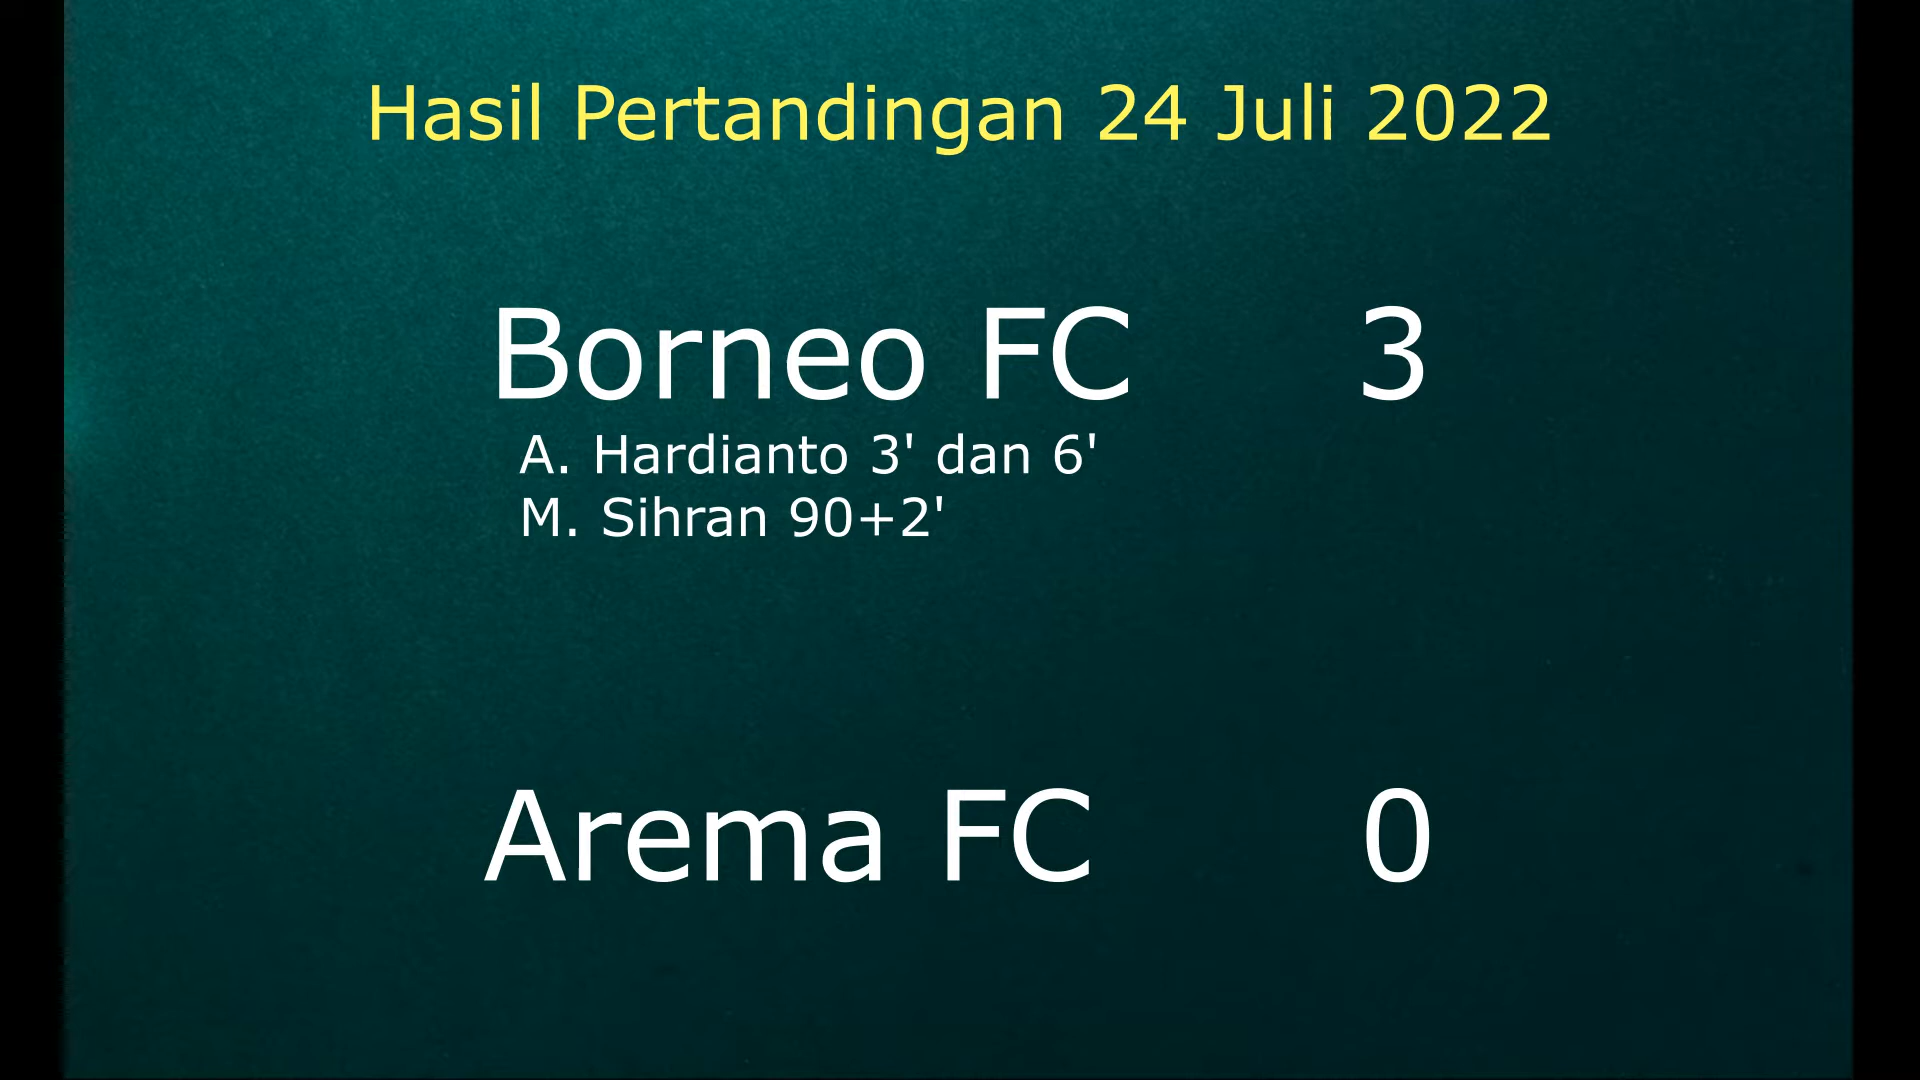 Hasil Pertandingan 24 Juli 2022
Borneo FC 3
A. Hardianto 3' dan 6'
M. Sihran 90+2'
Arema FC 0